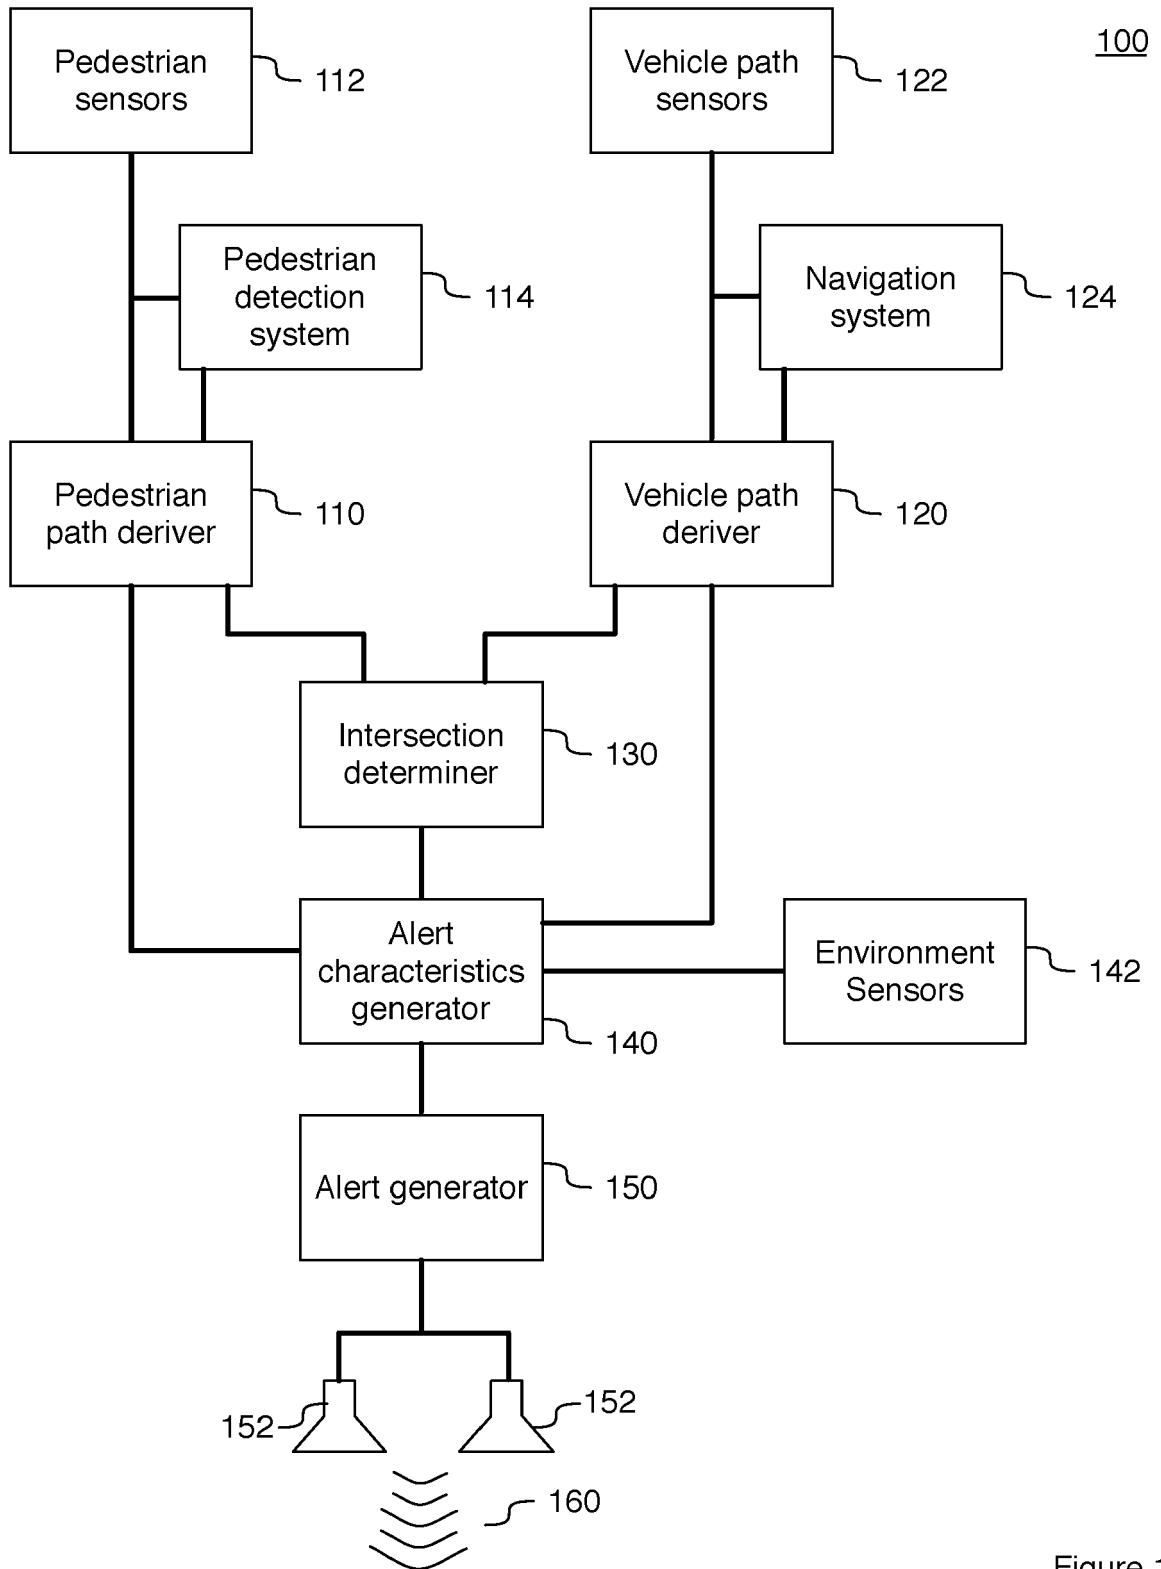 100
Pedestrian
sensors
112
Vehicle path
sensors
122
Pedestrian
detection
system
114
Navigation
system
124
Pedestrian
path deriver
110
Vehicle path
deriver
120
Intersection
determiner
130
Alert
characteristics
generator
140
Environment
Sensors
142
Alert generator
150
152
152
160
Figure 1